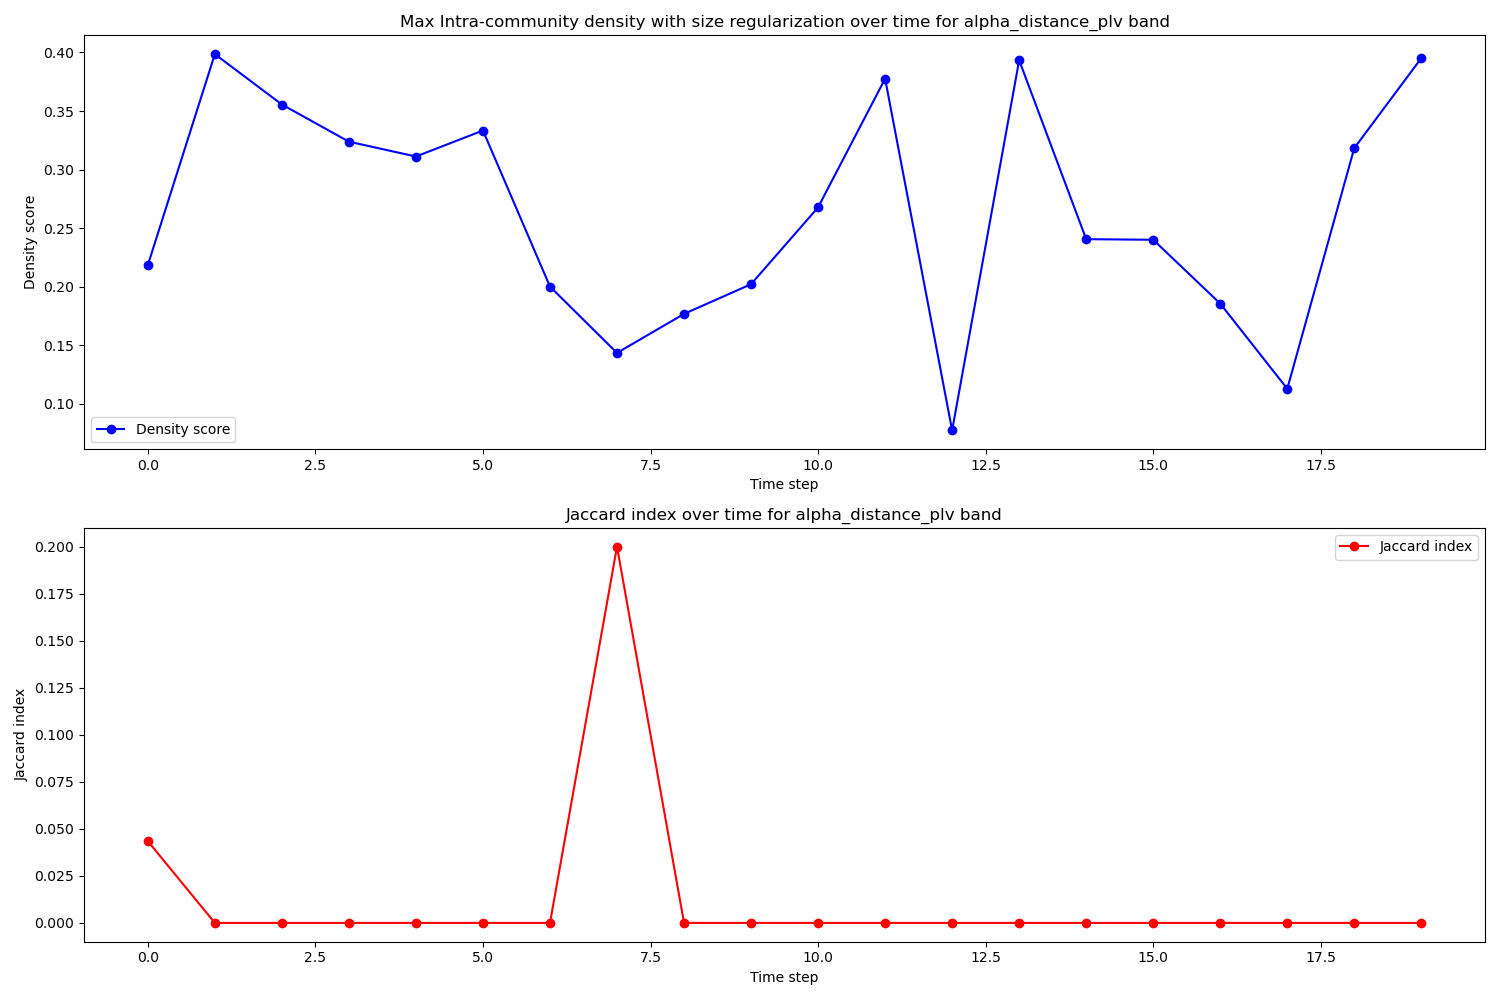 Max Intra-community density with size regularization over time for alpha_distance_plv band
0.40
0.35
0.30
0.25
0.20
0.15
0.10
Density score
Density score
0.0 2.5 5.0 7.5 10.0 12.5 15.0 17.5
Time step
Jaccard index over time for alpha_distance_plv band
0.200
0.175
0.150
0.125
0.100
0.075
0.050
0.025
0.000
Jaccard index
Jaccard index
0.0 2.5 5.0 7.5 10.0 12.5 15.0 17.5
Time step